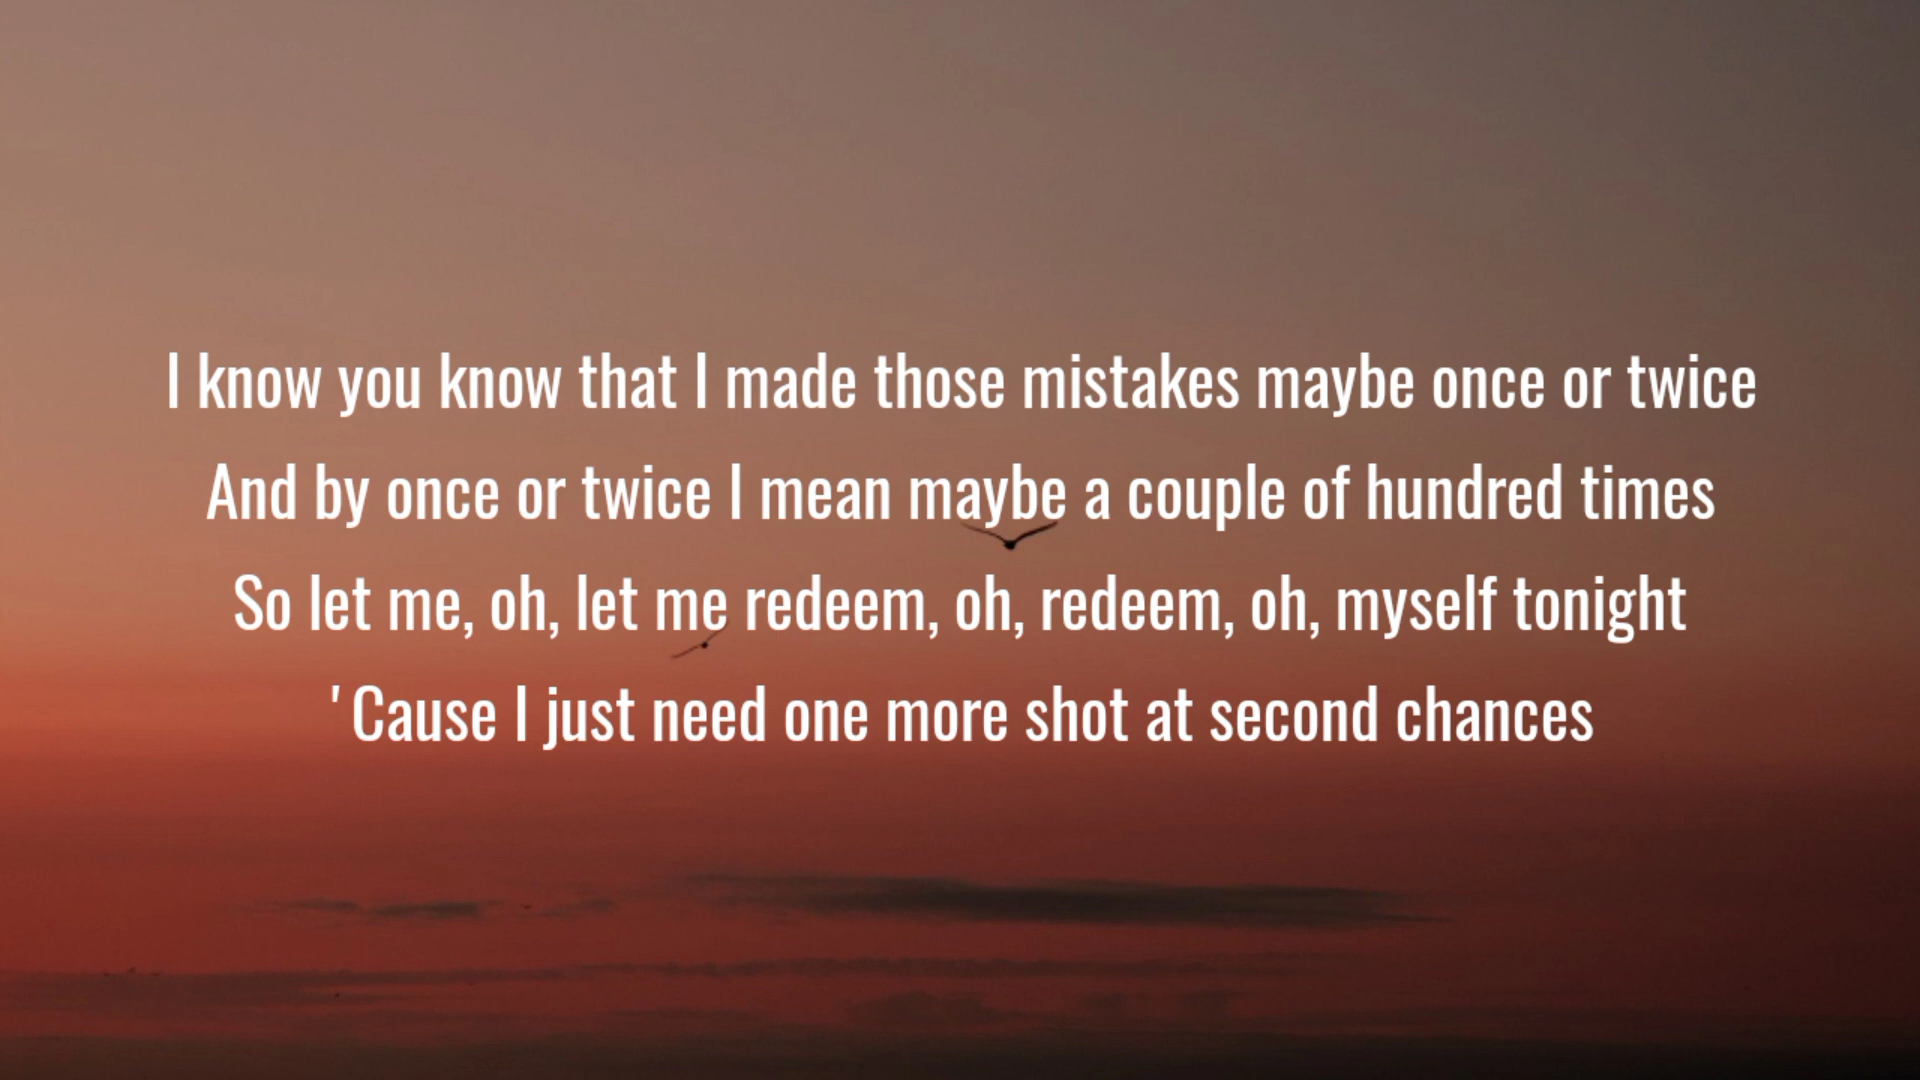 I know you know that I made those mistakes maybe once or twice
And by once or twice I mean maybe a couple of hundred times
So let me, oh, let me redeem, oh, redeem, oh, myself tonight
'Cause I just need one more shot at second chances